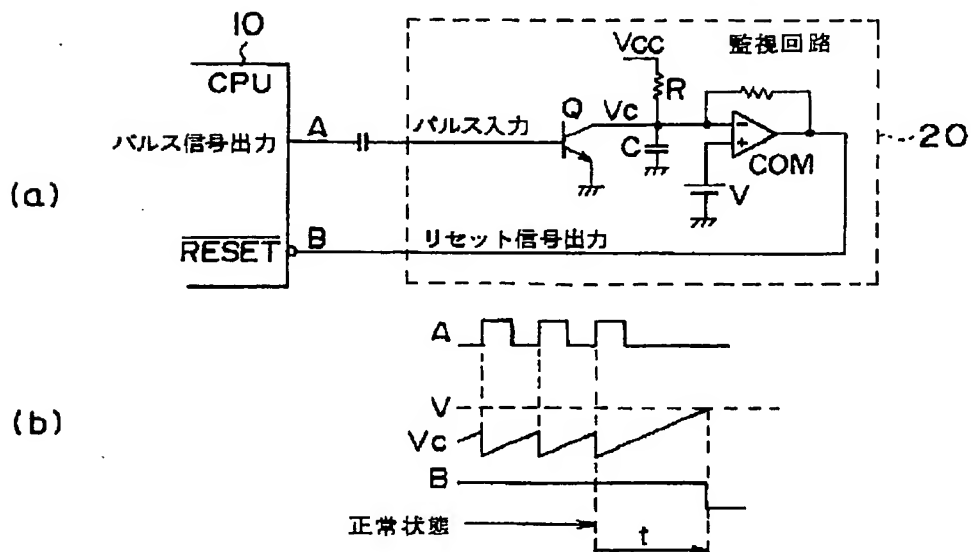 10
CPU
パルス信号出力
A
RESET
B
(a)
パルス入力
リセット信号出力
監視回路
VCC
R
Q
Vc
C
-
+
COM
V
20
(b)
A
V
Vc
B
正常状態
t